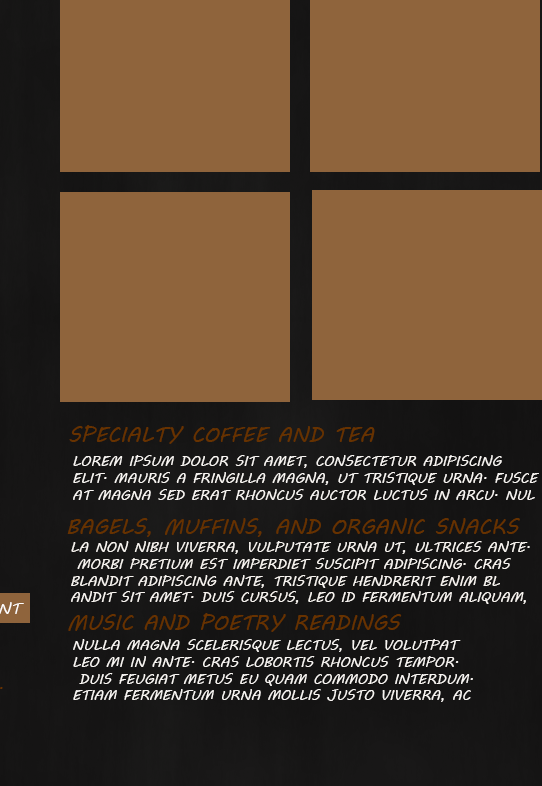 SPECIALTY COFFEE AND TEA
LOREM IPSUM DOLOR SIT AMET, CONSECTETUR ADIPISCING
ELIT. MAURIS A FRINGILLA MAGNA, UT TRISTIQUE URNA. FUSCE
AT MAGNA SED ERAT RHONCUS AUCTOR LUCTUS IN ARCU. NUL
BAGELS, MUFFINS, AND ORGANIC SNACKS
LA NON NIBH VIVERRA, VULPUTATE URNA UT, ULTRICES ANTE.
MORBI PRETIUM EST IMPERDIET SUSCIPIT ADIPISCING. CRAS
BLANDIT ADIPISCING ANTE, TRISTIQUE HENDRERIT ENIM BL
ANDIT SIT AMET. DUIS CURSUS, LEO ID FERMENTUM ALIQUAM,
NT
MUSIC AND POETRY READINGS
NULLA MAGNA SCELERISQUE LECTUS, VEL VOLUTPAT
LEO MI IN ANTE. CRAS LOBORTIS RHONCUS TEMPOR.
DUIS FEUGIAT METUS EU QUAM COMMODO INTERDUM.
ETIAM FERMENTUM URNA MOLLIS JUSTO VIVERRA, AC